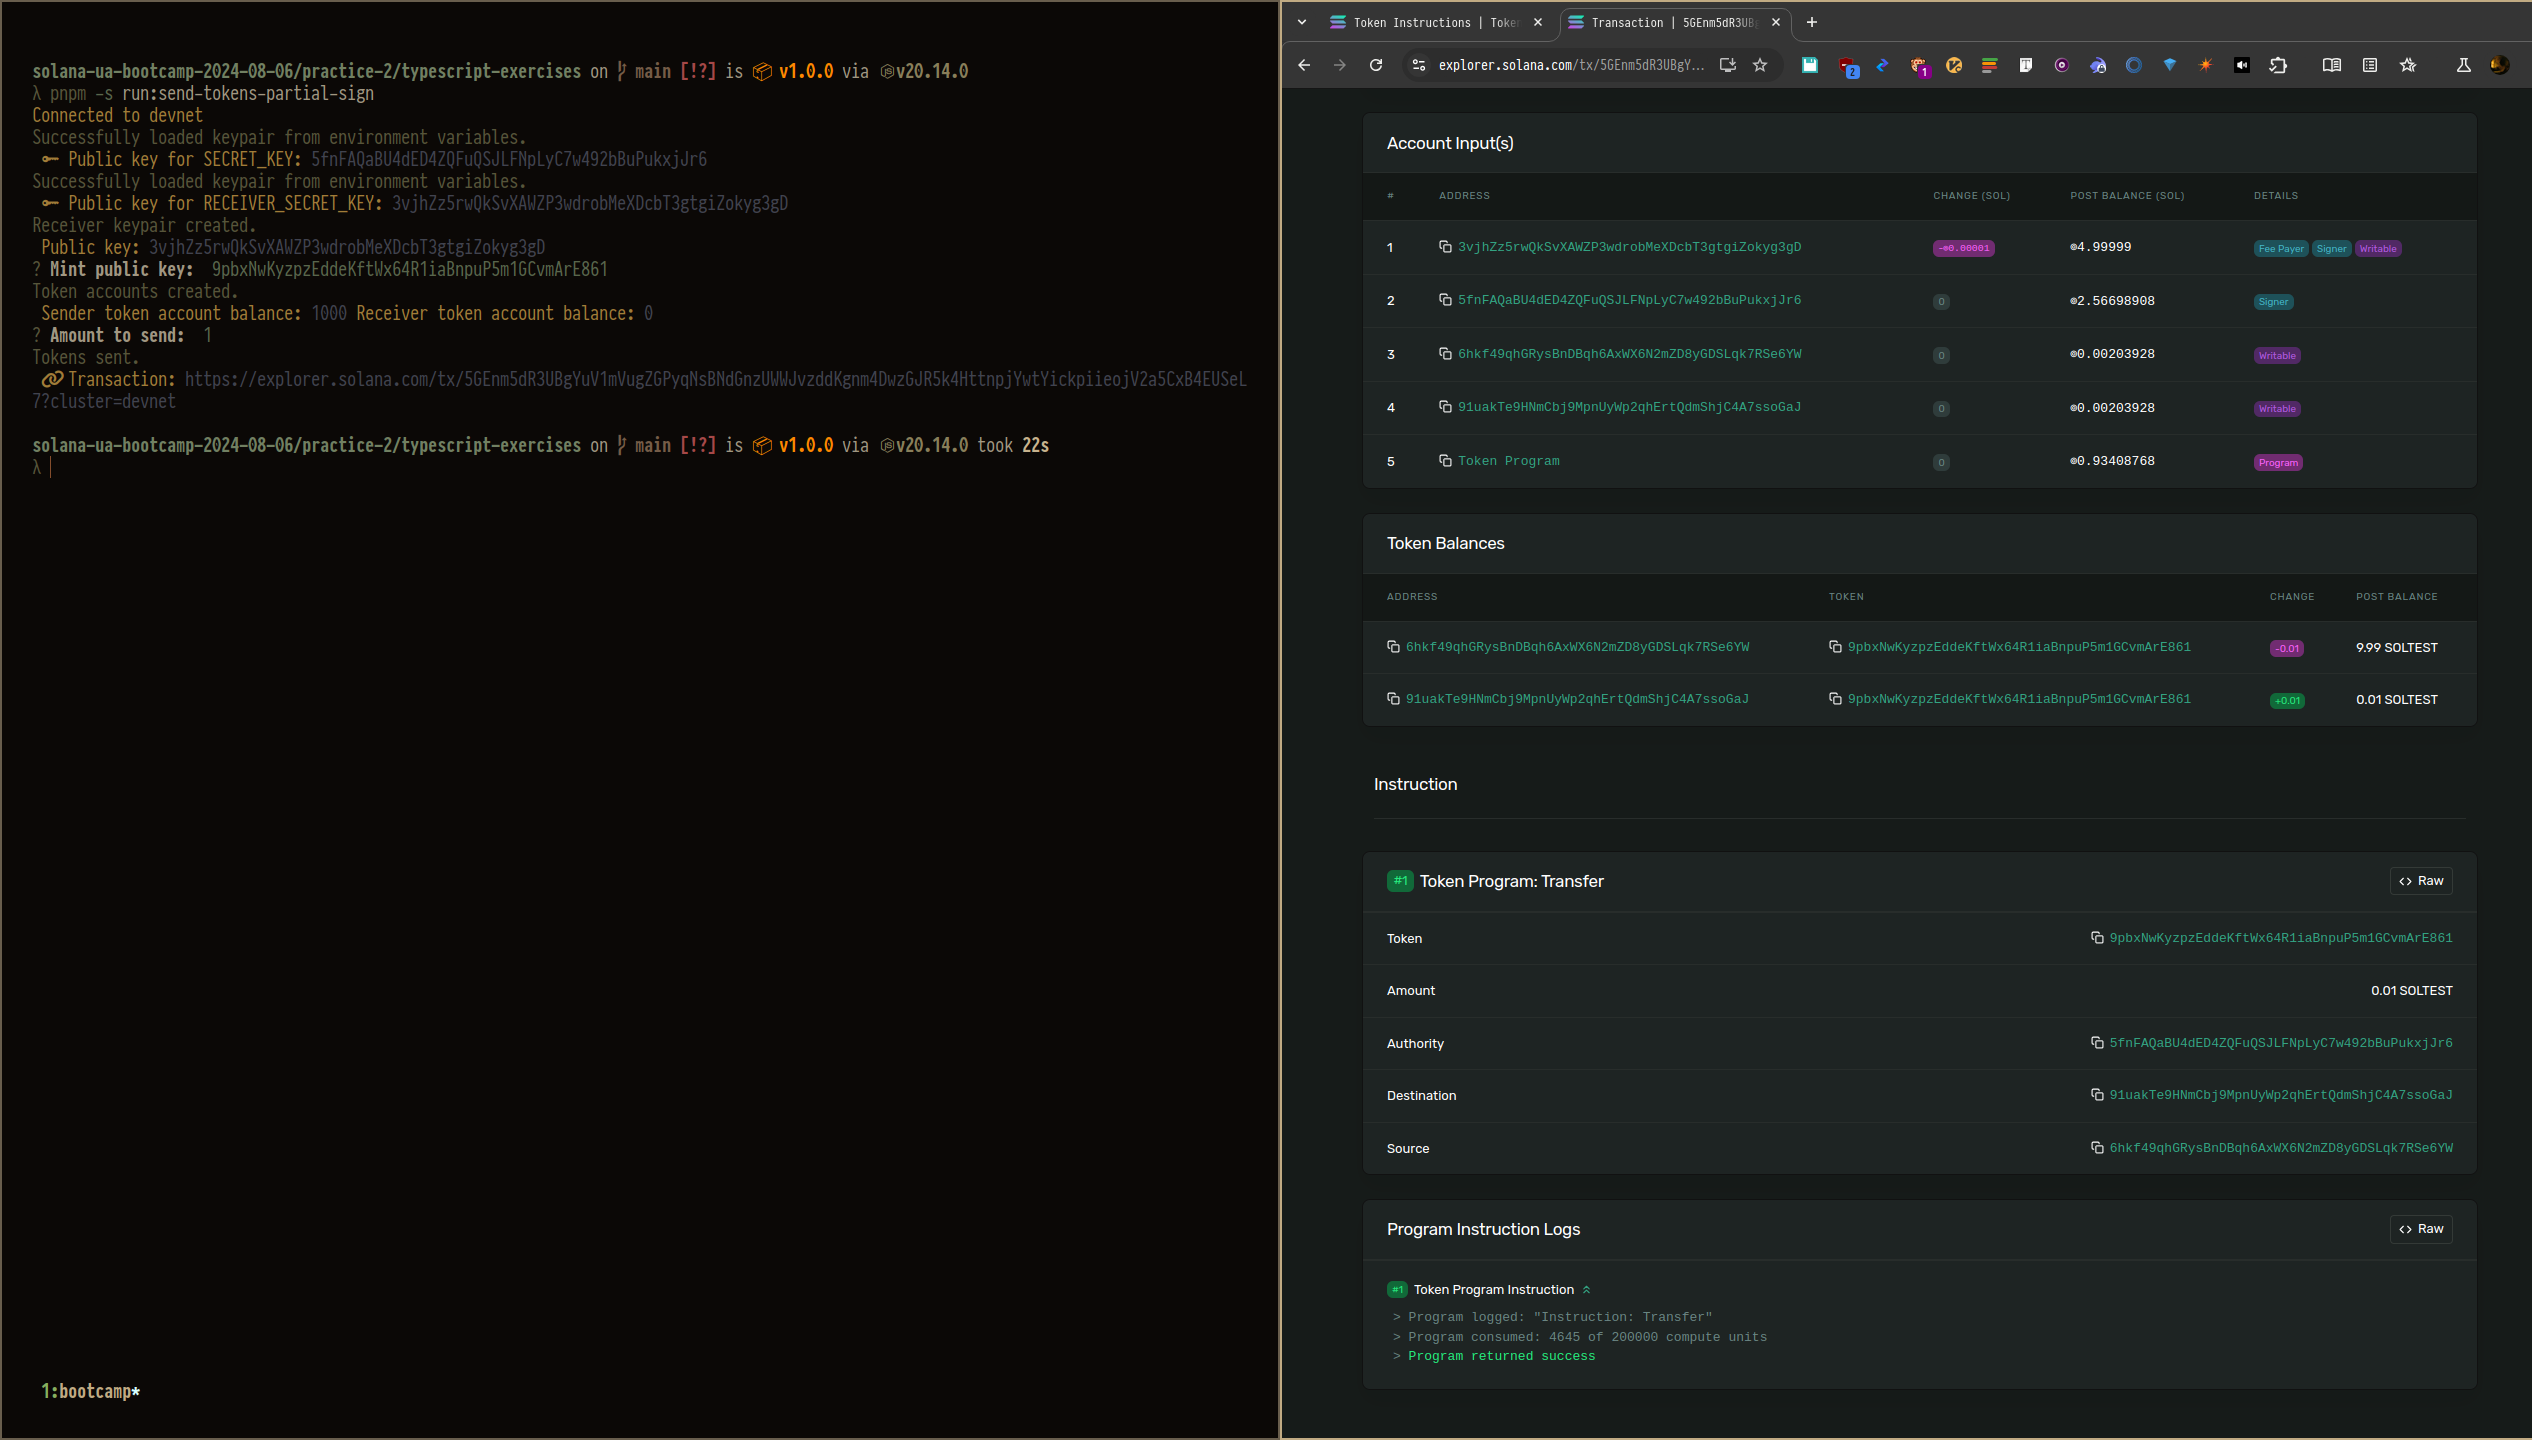 solana-ua-bootcamp-2024-08-06/practice-2/typescript-exercises on main [!?] is v1.0.0 via v20.14.0
λ pnpm -s run:send-tokens-partial-sign
Connected to devnet
Successfully loaded keypair from environment variables.
Public key for SECRET_KEY: 5fnFAQaBU4dED4ZQFuQSJLFNpLyC7w492bBuPukxjJr6
Successfully loaded keypair from environment variables.
Public key for RECEIVER_SECRET_KEY: 3vjhZz5rwQkSvXAWZP3wdrobMeXDcbT3gtgiZokyg3gD
Receiver keypair created.
Public key: 3vjhZz5rwQkSvXAWZP3wdrobMeXDcbT3gtgiZokyg3gD
? Mint public key: 9pbxNwKyzpzEddeKftWx64R1iaBnpuP5m1GCvmArE861
Token accounts created.
Sender token account balance: 1000 Receiver token account balance: 0
? Amount to send: 1
Tokens sent.
Transaction: https://explorer.solana.com/tx/5GEnm5dR3UBgYuV1mVugZGPyqNsBNdGnzUWWJvzddKgnm4DwzGJR5k4HttnpjYwtYickpiieojV2a5CxB4EUSeL
7?cluster=devnet
solana-ua-bootcamp-2024-08-06/practice-2/typescript-exercises on main [!?] is v1.0.0 via v20.14.0 took 22s
λ
1:bootcamp*
Token Instructions | Toke
Transaction | 5GEnm5dR3UB
explorer.solana.com/tx/5GEnm5dR3UBgY...
2
1
Account Input(s)
# ADDRESS CHANGE (SOL) POST BALANCE (SOL) DETAILS
1 3vjhZz5rwQkSvXAWZP3wdrobMeXDcbT3gtgiZokyg3gD -◎0.00001 ◎4.99999 Fee Payer Signer Writable
2 5fnFAQaBU4dED4ZQFuQSJLFNpLyC7w492bBuPukxjJr6 0 ◎2.56698908 Signer
3 6hkf49qhGRysBnDBqh6AxWX6N2mZD8yGDSLqk7RSe6YW 0 ◎0.00203928 Writable
4 91uakTe9HNmCbj9MpnUyWp2qhErtQdmShjC4A7ssoGaJ 0 ◎0.00203928 Writable
5 Token Program 0 ◎0.93408768 Program
Token Balances
ADDRESS TOKEN CHANGE POST BALANCE
6hkf49qhGRysBnDBqh6AxWX6N2mZD8yGDSLqk7RSe6YW 9pbxNwKyzpzEddeKftWx64R1iaBnpuP5m1GCvmArE861 -0.01 9.99 SOLTEST
91uakTe9HNmCbj9MpnUyWp2qhErtQdmShjC4A7ssoGaJ 9pbxNwKyzpzEddeKftWx64R1iaBnpuP5m1GCvmArE861 +0.01 0.01 SOLTEST
Instruction
#1 Token Program: Transfer Raw
Token 9pbxNwKyzpzEddeKftWx64R1iaBnpuP5m1GCvmArE861
Amount 0.01 SOLTEST
Authority 5fnFAQaBU4dED4ZQFuQSJLFNpLyC7w492bBuPukxjJr6
Destination 91uakTe9HNmCbj9MpnUyWp2qhErtQdmShjC4A7ssoGaJ
Source 6hkf49qhGRysBnDBqh6AxWX6N2mZD8yGDSLqk7RSe6YW
Program Instruction Logs Raw
#1 Token Program Instruction
> Program logged: "Instruction: Transfer"
> Program consumed: 4645 of 200000 compute units
> Program returned success